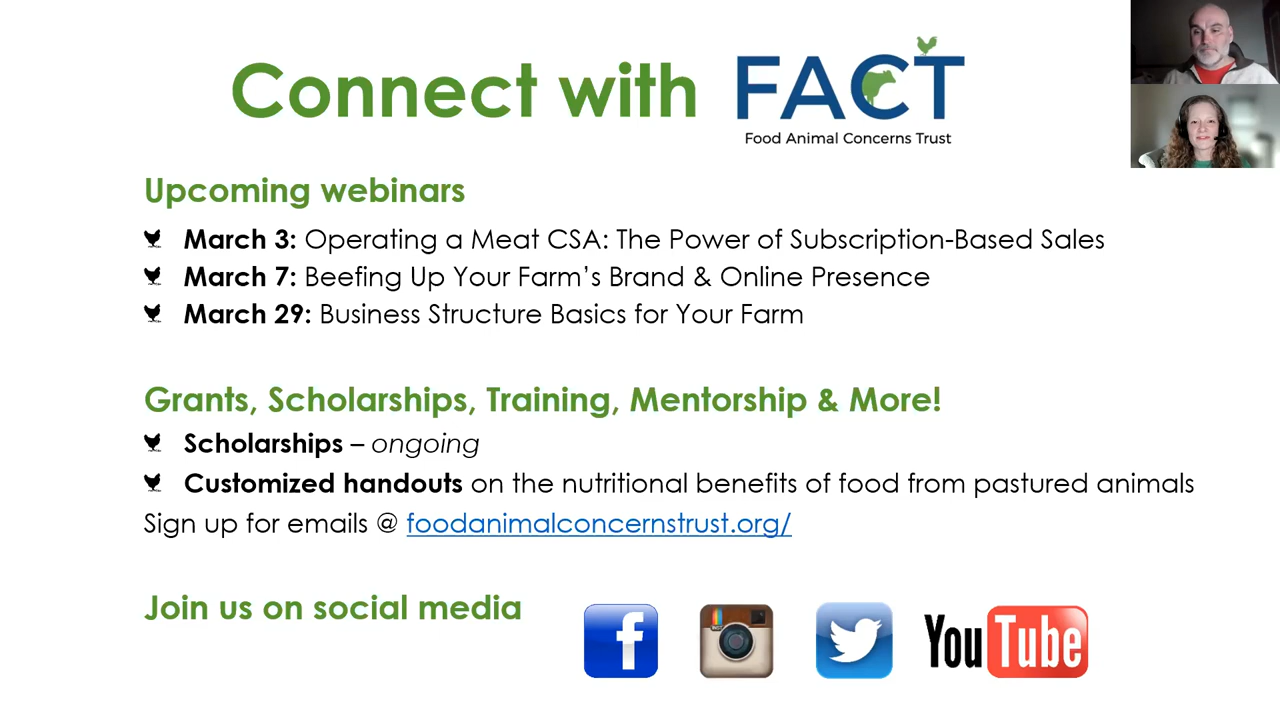 Connect with FACT
Food Animal Concerns Trust
Upcoming webinars
March 3: Operating a Meat CSA: The Power of Subscription-Based Sales
March 7: Beefing Up Your Farm's Brand & Online Presence
March 29: Business Structure Basics for Your Farm
Grants, Scholarships, Training, Mentorship & More!
Scholarships – ongoing
Customized handouts on the nutritional benefits of food from pastured animals
Sign up for emails @ foodanimalconcernstrust.org/
Join us on social media
f
INST
YouTube